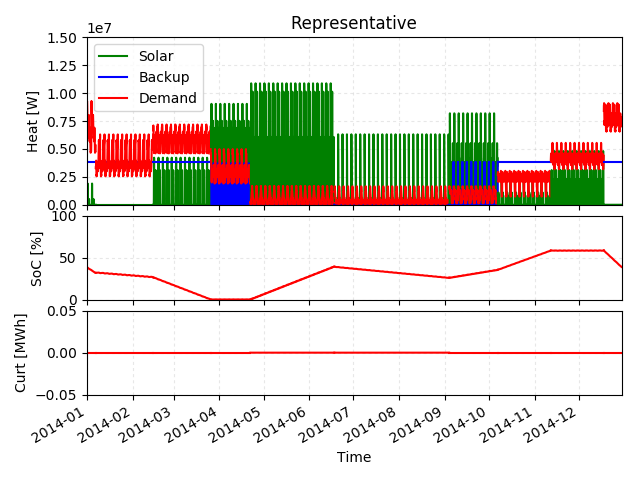 Representative
1e7
1.50
1.25
1.00
0.75
0.50
0.25
0.00
Heat [W]
Solar
Backup
Demand
100
50
0
SoC [%]
0.05
0.00
−0.05
Curt [MWh]
2014-01
2014-02
2014-03
2014-04
2014-05
2014-06
2014-07
2014-08
2014-09
2014-10
2014-11
2014-12
Time